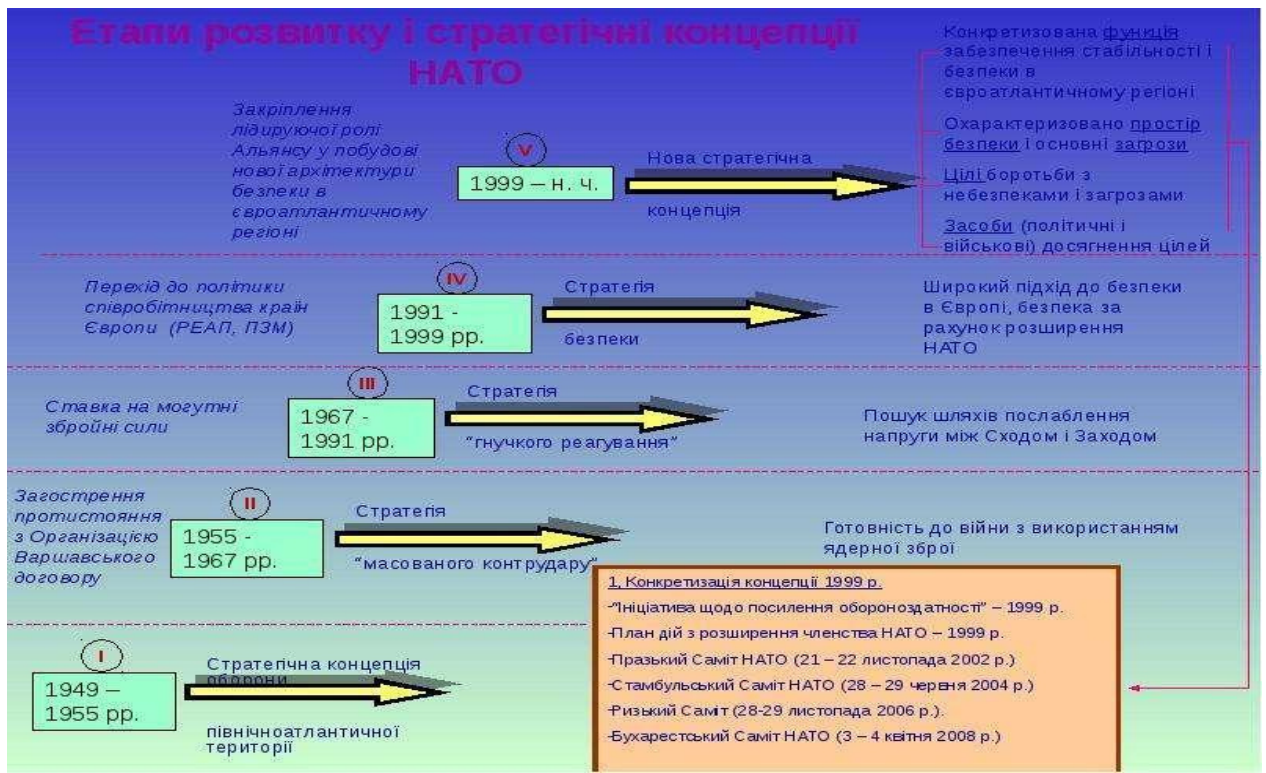 Етапи розвитку і стратегічні концепції
НАТО
Закріплення
лідируючої ролі
Альянсу у побудові
нової архітектури
безпеки в
євроатлантичному
регіоні
V
1999 – н. ч.
Нова стратегічна
концепція
Конкретизована функція
забезпечення стабільності і
безпеки в
євроатлантичному регіоні
Охарактеризовано простір
безпеки і основні загрози
Цілі боротьби з
небезпеками і загрозами
Засоби (політичні і
військові) досягнення цілей
Перехід до політики
співробітництва країн
Європи (РЕАП, ПЗМ)
IV
1991 -
1999 рр.
Стратегія
безпеки
Широкий підхід до безпеки
в Європі, безпека за
рахунок розширення
НАТО
Ставка на могутні
збройні сили
III
1967 -
1991 рр.
Стратегія
"гнучкого реагування"
Пошук шляхів послаблення
напруги між Сходом і Заходом
Загострення
протистояння
з Організацією
Варшавського
договору
II
1955 -
1967 рр.
Стратегія
"масованого контрудару"
Готовність до війни з використанням
ядерної зброї
I
1949 –
1955 рр.
Стратегічна концепція
оборони
північноатлантичної
території
1, Конкретизація концепції 1999 р.
-"Ініціатива щодо посилення обороноздатності" – 1999 р.
-План дій з розширення членства НАТО – 1999 р.
-Празький Саміт НАТО (21 – 22 листопада 2002 р.)
-Стамбульський Саміт НАТО (28 – 29 червня 2004 р.)
-Ризький Саміт (28-29 листопада 2006 р.).
-Бухарестський Саміт НАТО (3 – 4 квітня 2008 р.)